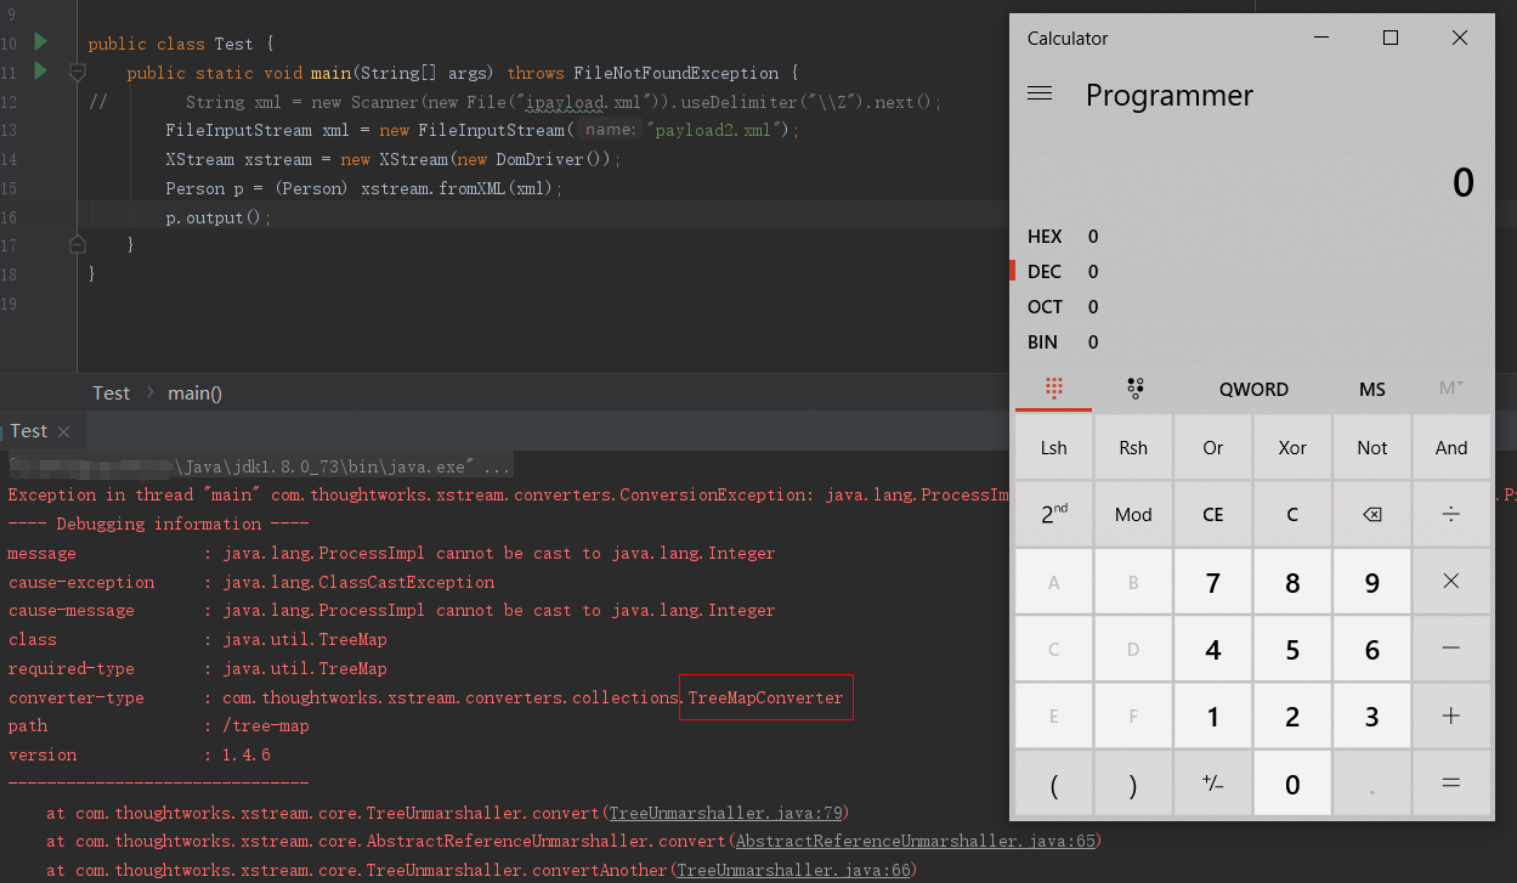 9
10 public class Test {
11 public static void main(String[] args) throws FileNotFoundException {
12 // String xml = new Scanner(new File("ipayload.xml")).useDelimiter("\\Z").next();
13 FileInputStream xml = new FileInputStream( name: "payload2.xml");
14 XStream xstream = new XStream(new DomDriver());
15 Person p = (Person) xstream.fromXML(xml);
16 p.output();
17 }
18 }
19
Test > main()
Test ×
\Java\jdk1.8.0_73\bin\java.exe" ...
Exception in thread "main" com.thoughtworks.xstream.converters.ConversionException: java.lang.ProcessIm
---- Debugging information ----
message : java.lang.ProcessImpl cannot be cast to java.lang.Integer
cause-exception : java.lang.ClassCastException
cause-message : java.lang.ProcessImpl cannot be cast to java.lang.Integer
class : java.util.TreeMap
required-type : java.util.TreeMap
converter-type : com.thoughtworks.xstream.converters.collections.TreeMapConverter
path : /tree-map
version : 1.4.6
-------------------------------
at com.thoughtworks.xstream.core.TreeUnmarshaller.convert(TreeUnmarshaller.java:79)
at com.thoughtworks.xstream.core.AbstractReferenceUnmarshaller.convert(AbstractReferenceUnmarshaller.java:65)
at com.thoughtworks.xstream.core.TreeUnmarshaller.convertAnother(TreeUnmarshaller.java:66)
Calculator
Programmer
0
HEX 0
DEC 0
OCT 0
BIN 0
QWORD MS M
Lsh Rsh Or Xor Not And
2nd Mod CE C ⌫ ÷
A B 7 8 9 ×
C D 4 5 6 −
E F 1 2 3 +
( ) +/− 0 . =